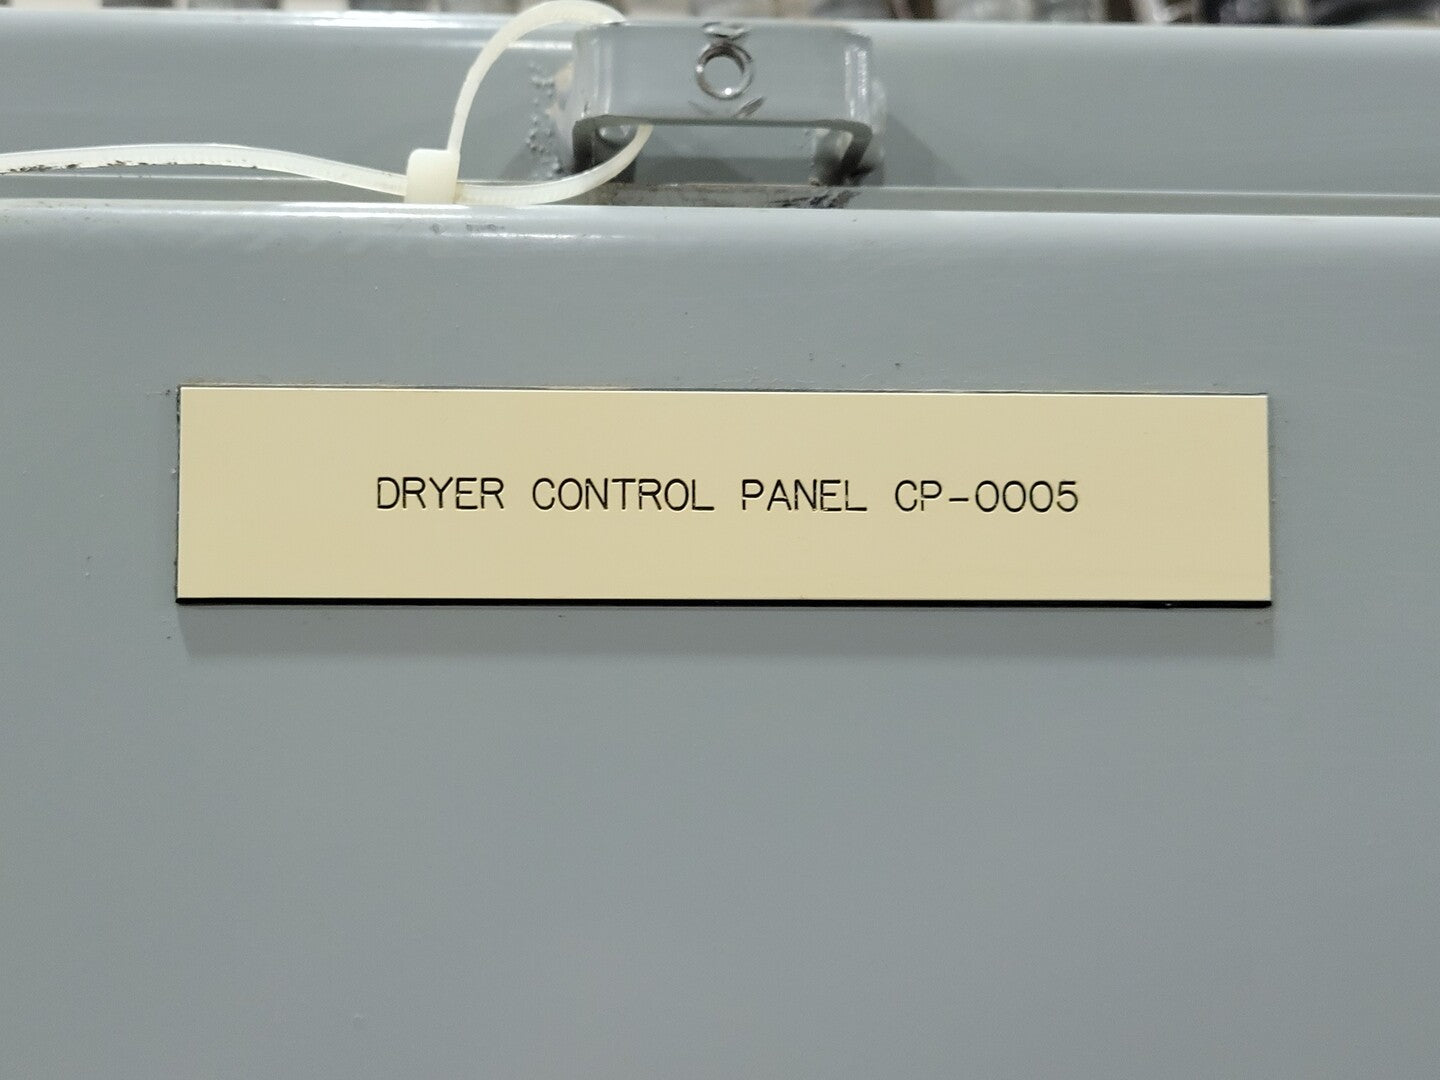 DRYER CONTROL PANEL CP-0005